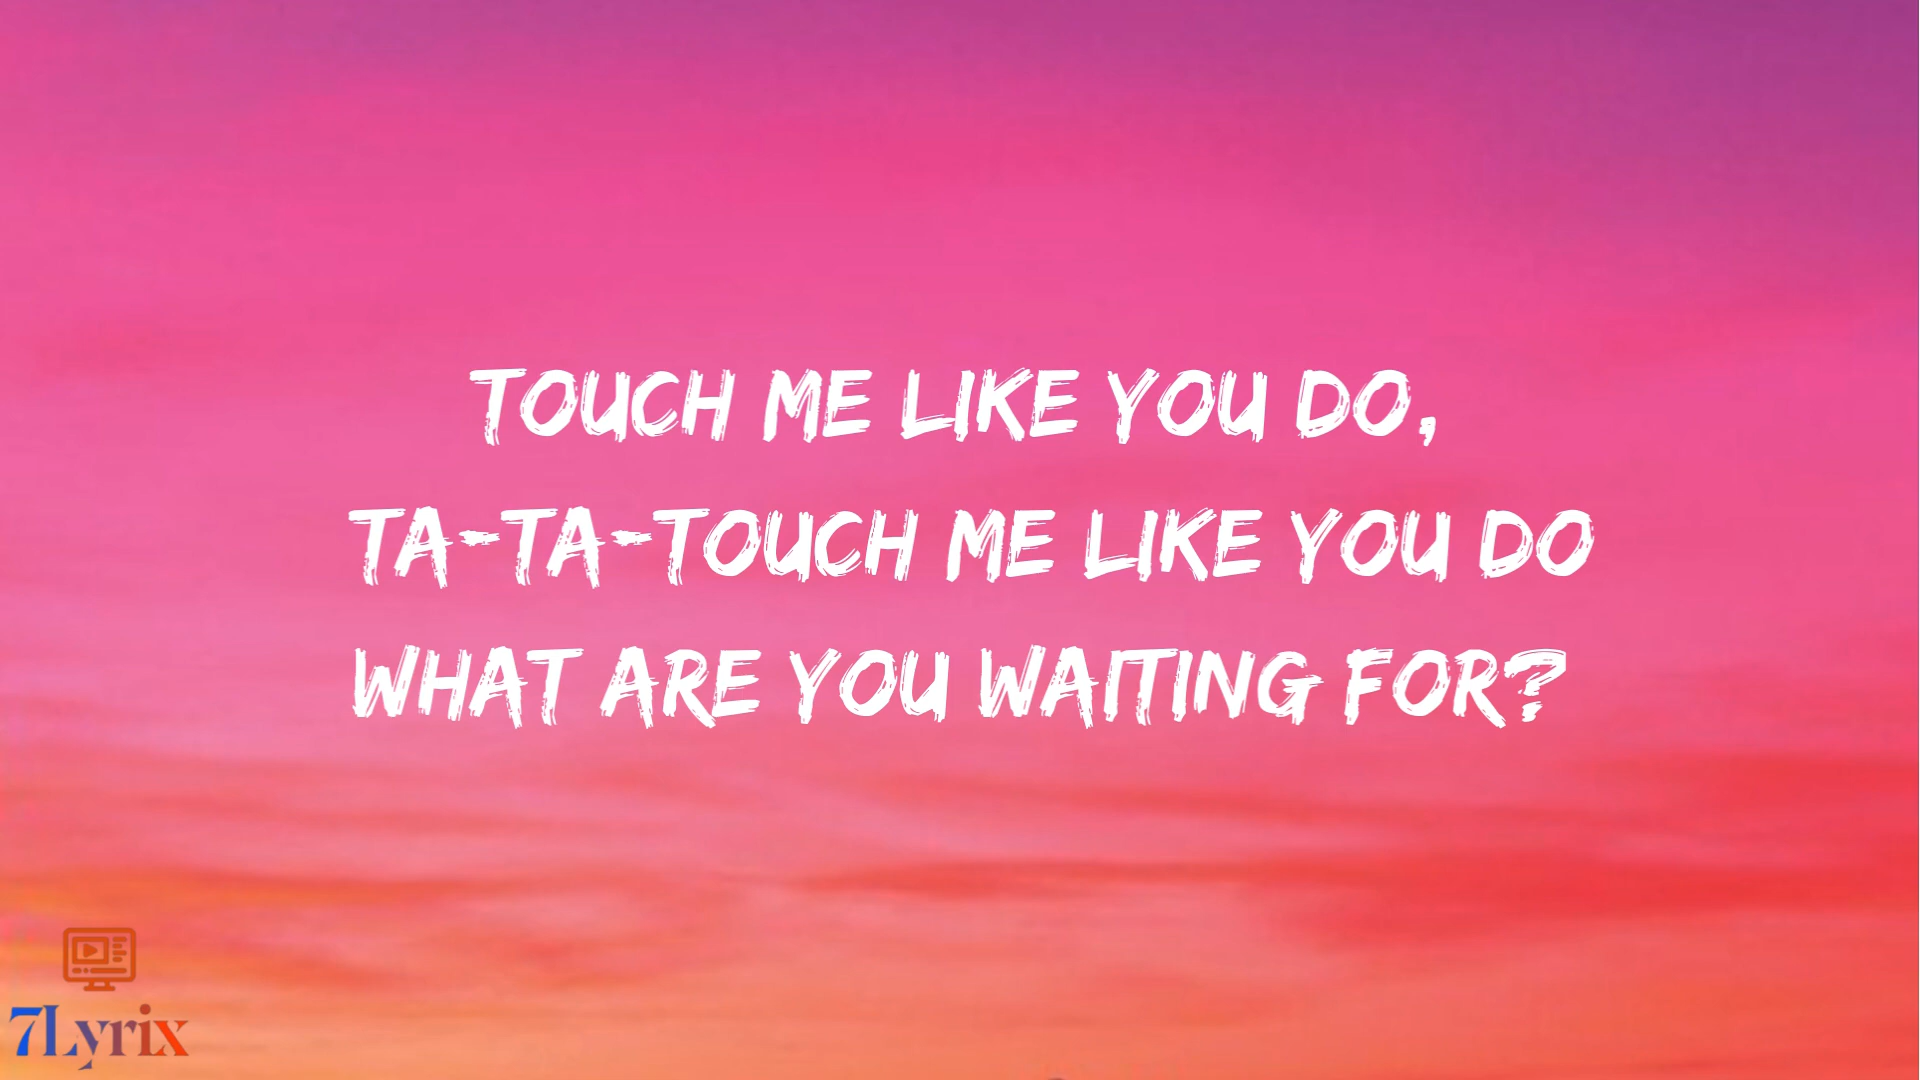 TOUCH ME LIKE YOU DO,
TA-TA-TOUCH ME LIKE YOU DO
WHAT ARE YOU WAITING FOR?
7Lyrix